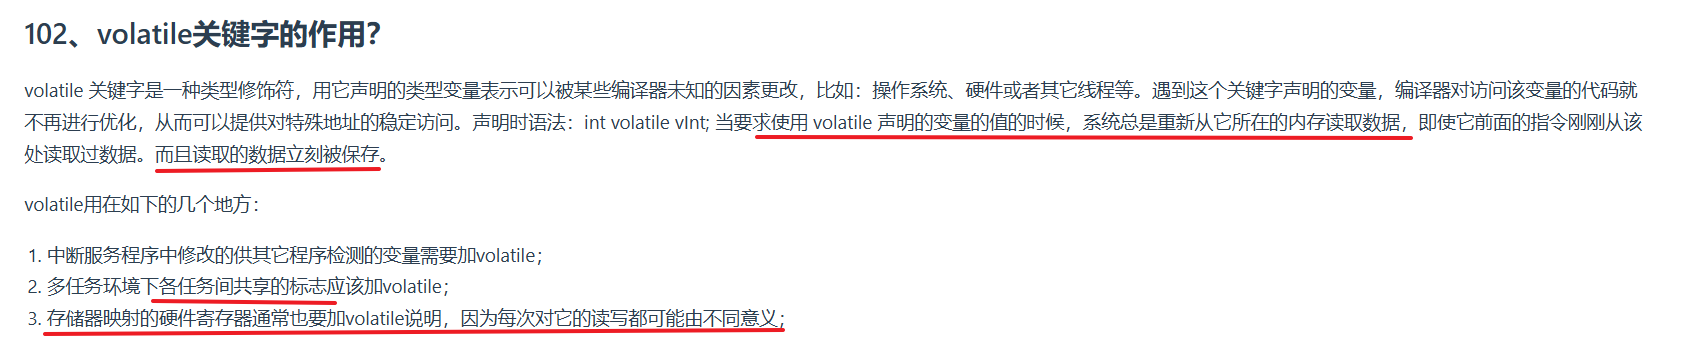 102、volatile关键字的作用？
volatile 关键字是一种类型修饰符，用它声明的类型变量表示可以被某些编译器未知的因素更改，比如：操作系统、硬件或者其它线程等。遇到这个关键字声明的变量，编译器对访问该变量的代码就
不再进行优化，从而可以提供对特殊地址的稳定访问。声明时语法：int volatile vInt; 当要求使用 volatile 声明的变量的值的时候，系统总是重新从它所在的内存读取数据，即使它前面的指令刚刚从该
处读取过数据。而且读取的数据立刻被保存。
volatile用在如下的几个地方：
1. 中断服务程序中修改的供其它程序检测的变量需要加volatile；
2. 多任务环境下各任务间共享的标志应该加volatile；
3. 存储器映射的硬件寄存器通常也要加volatile说明，因为每次对它的读写都可能由不同意义；